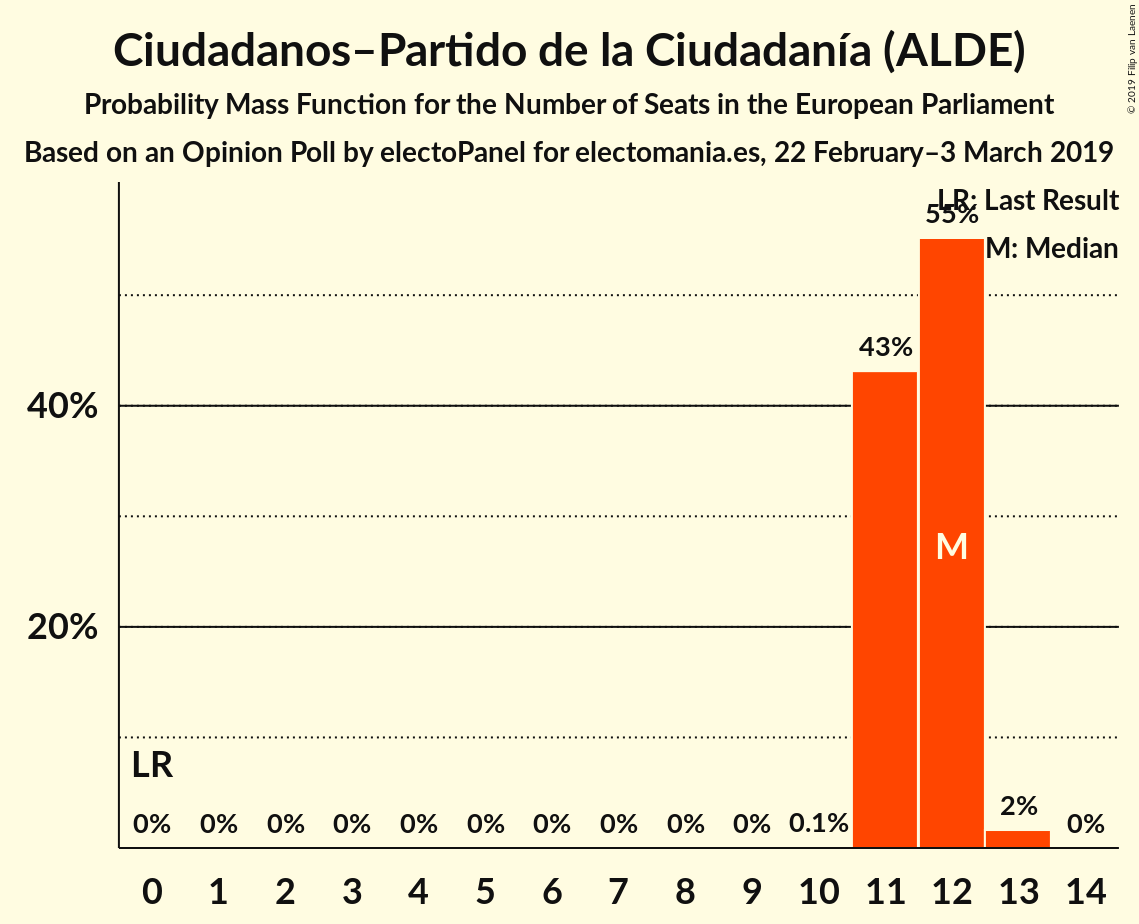 Ciudadanos–Partido de la Ciudadanía (ALDE)
Probability Mass Function for the Number of Seats in the European Parliament
Based on an Opinion Poll by electoPanel for electomania.es, 22 February–3 March 2019
© 2019 Filip van Laenen
LR: Last Result
M: Median
55%
43%
40%
M
20%
LR
2%
0% 0% 0% 0% 0% 0% 0% 0% 0% 0% 0.1% 0%
0 1 2 3 4 5 6 7 8 9 10 11 12 13 14